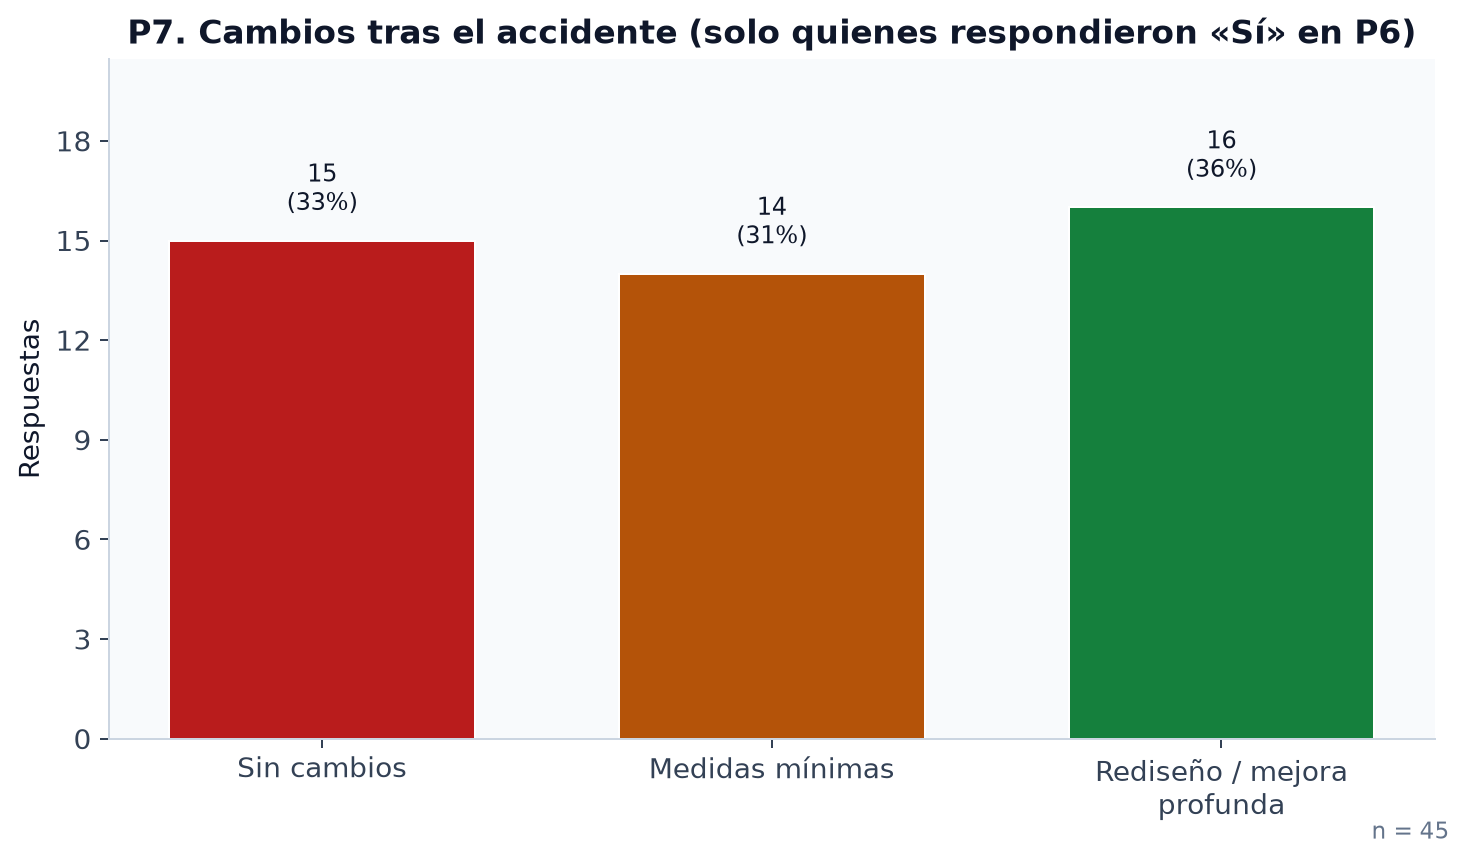 P7. Cambios tras el accidente (solo quienes respondieron «Sí» en P6)
Respuestas
18
15
12
9
6
3
0
15
(33%)
14
(31%)
16
(36%)
Sin cambios
Medidas mínimas
Rediseño / mejora
profunda
n = 45